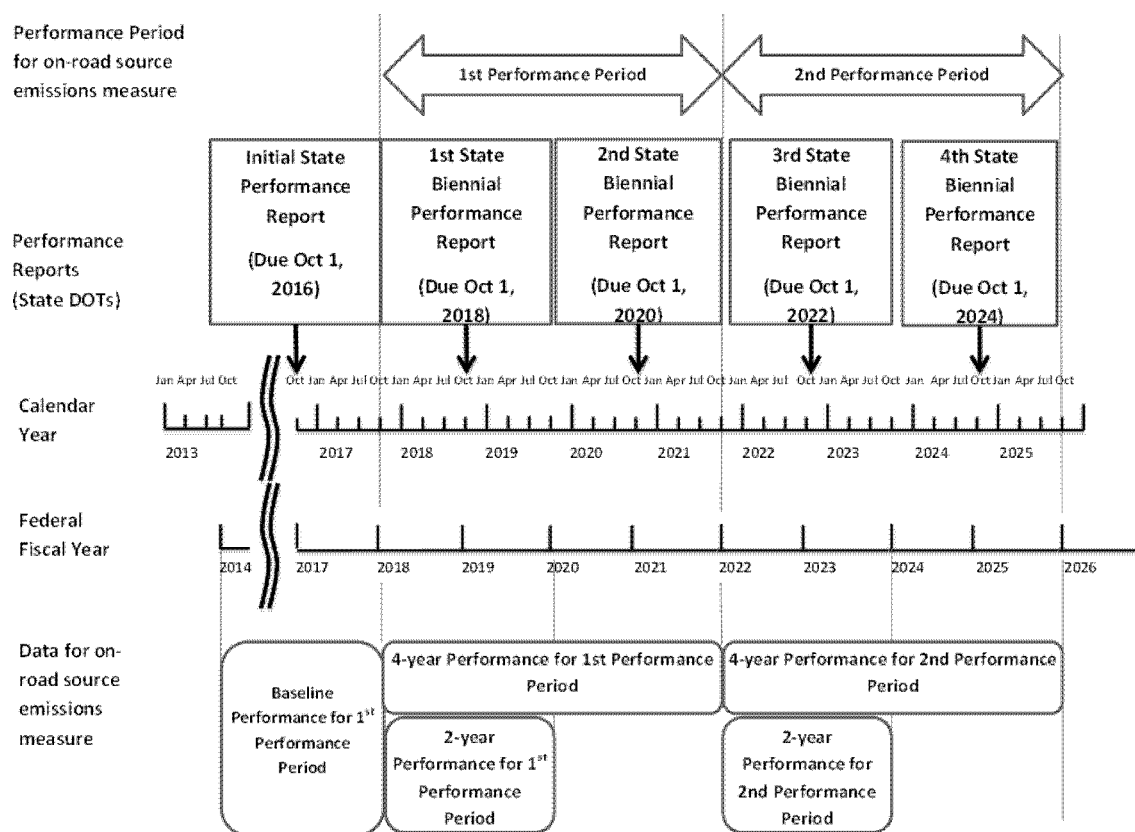 Performance Period
for on-road source
emissions measure
1st Performance Period
2nd Performance Period
Performance
Reports
(State DOTs)
Initial State
Performance
Report
(Due Oct 1,
2016)
1st State
Biennial
Performance
Report
(Due Oct 1,
2018)
2nd State
Biennial
Performance
Report
(Due Oct 1,
2020)
3rd State
Biennial
Performance
Report
(Due Oct 1,
2022)
4th State
Biennial
Performance
Report
(Due Oct 1,
2024)
Jan Apr Jul Oct
Oct Jan Apr Jul Oct Jan Apr Jul Oct Jan Apr Jul Oct Jan Apr Jul Oct Jan Apr Jul Oct Jan Apr Jul Oct Jan Apr Jul Oct Jan Apr Jul Oct Jan Apr Jul Oct
Calendar
Year
2013 2017 2018 2019 2020 2021 2022 2023 2024 2025
Federal
Fiscal Year
2014 2017 2018 2019 2020 2021 2022 2023 2024 2025 2026
Data for on-
road source
emissions
measure
Baseline
Performance for 1st
Performance
Period
4-year Performance for 1st Performance
Period
2-year
Performance for 1st
Performance
Period
4-year Performance for 2nd Performance
Period
2-year
Performance for
2nd Performance
Period